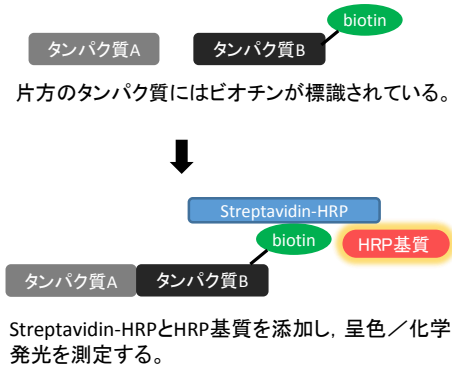 biotin
タンパク質A
タンパク質B
片方のタンパク質にはビオチンが標識されている。
Streptavidin-HRP
biotin
HRP基質
タンパク質A
タンパク質B
Streptavidin-HRPとHRP基質を添加し，呈色／化学
発光を測定する。